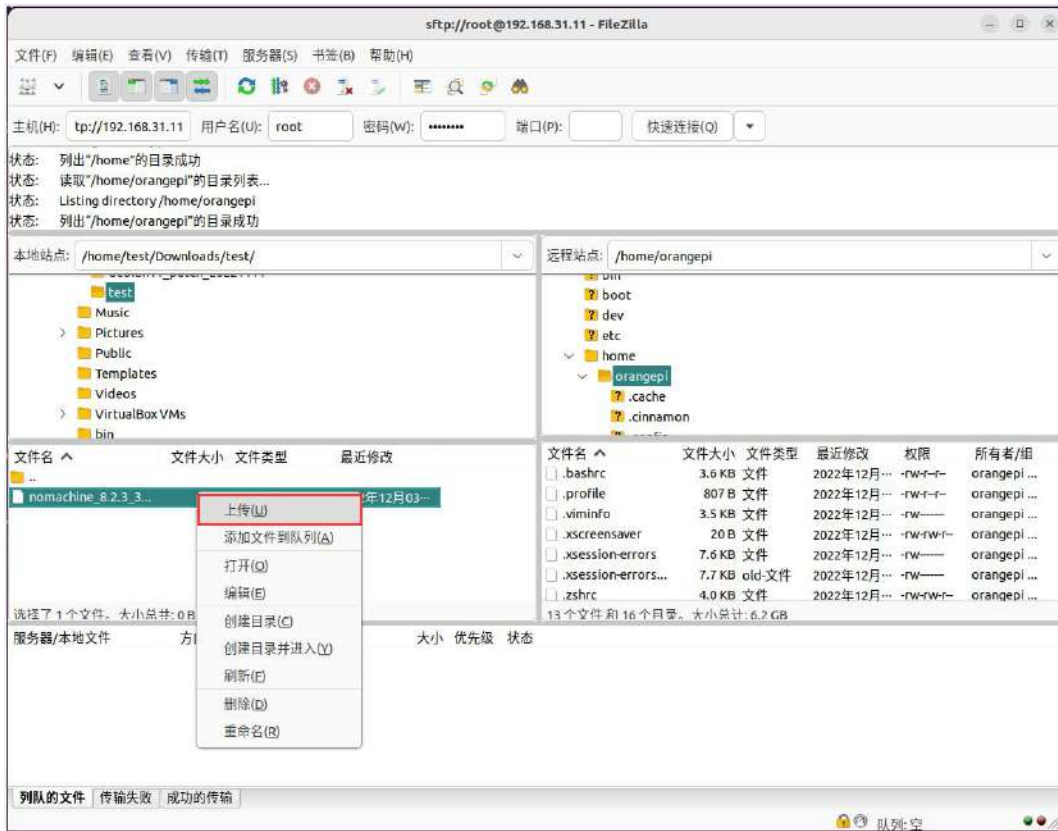 sftp://root@192.168.31.11 - FileZilla
文件(F) 编辑(E) 查看(V) 传输(T) 服务器(S) 书签(B) 帮助(H)
主机(H): tp://192.168.31.11 用户名(U): root 密码(W): •••••••• 端口(P): 快速连接(Q)
状态: 列出"/home"的目录成功
状态: 读取"/home/orangepi"的目录列表...
状态: Listing directory /home/orangepi
状态: 列出"/home/orangepi"的目录成功
本地站点: /home/test/Downloads/test/
test
Music
Pictures
Public
Templates
Videos
VirtualBox VMs
bin
远程站点: /home/orangepi
bin
boot
dev
etc
home
orangepi
.cache
.cinnamon
文件名 文件大小 文件类型 最近修改
..
nomachine_8.2.3_3... 年12月03...
选择了 1 个文件。大小总共: 0 B
上传(U)
添加文件到队列(A)
打开(O)
编辑(E)
创建目录(C)
创建目录并进入(Y)
刷新(F)
删除(D)
重命名(R)
文件名 文件大小 文件类型 最近修改 权限 所有者/组
.bashrc 3.6 KB 文件 2022年12月... -rw-r--r-- orangepi ...
.profile 807 B 文件 2022年12月... -rw-r--r-- orangepi ...
.viminfo 3.5 KB 文件 2022年12月... -rw------- orangepi ...
.xscreensaver 20 B 文件 2022年12月... -rw-rw-r-- orangepi ...
.xsession-errors 7.6 KB 文件 2022年12月... -rw------- orangepi ...
.xsession-errors... 7.7 KB old-文件 2022年12月... -rw------- orangepi ...
.zshrc 4.0 KB 文件 2022年12月... -rw-rw-r-- orangepi ...
13 个文件 和 16 个目录。大小总计: 6.2 GB
服务器/本地文件 大小 优先级 状态
列队的文件 传输失败 成功的传输
队列: 空